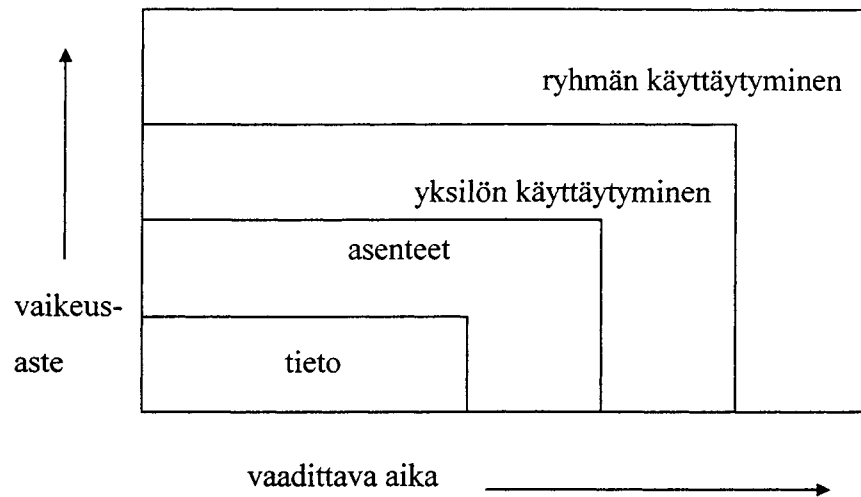 ryhmän käyttäytyminen
yksilön käyttäytyminen
asenteet
vaikeus-
aste
tieto
vaadittava aika